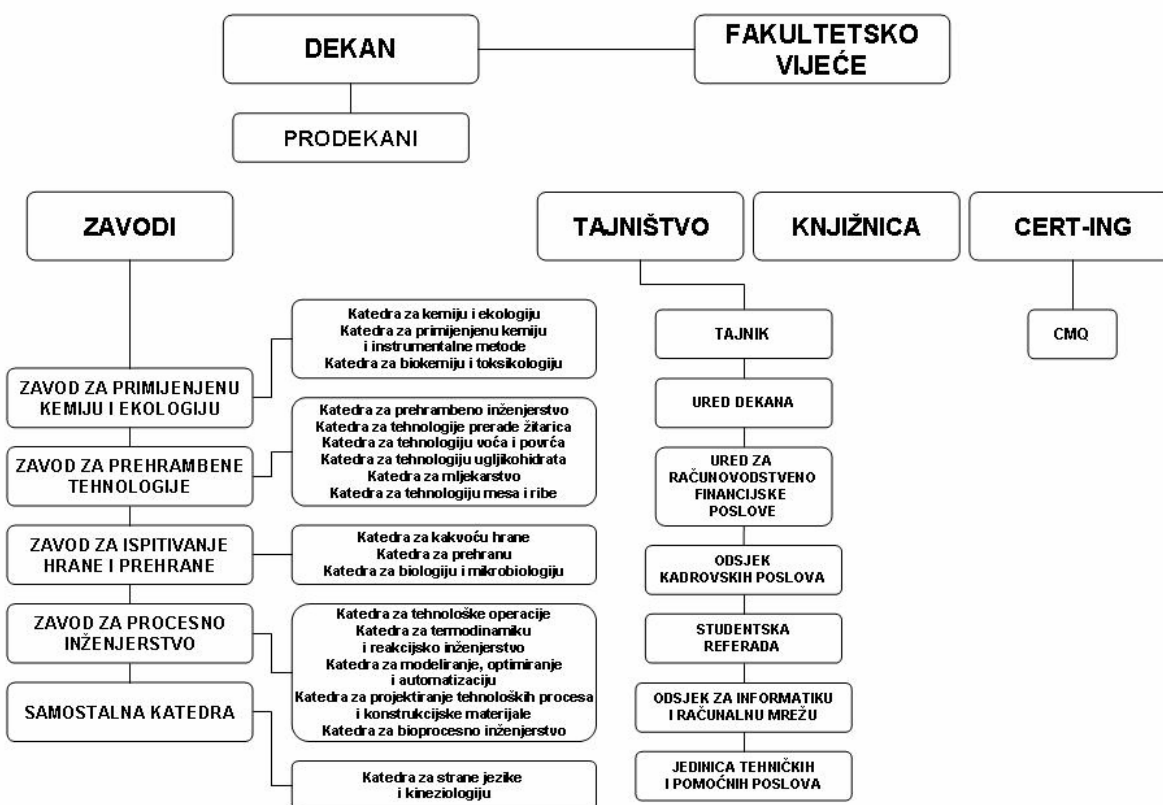 DEKAN
FAKULTETSKO
VIJEĆE
PRODEKANI
ZAVODI
TAJNIŠTVO
KNJIŽNICA
CERT-ING
ZAVOD ZA PRIMIJENJENU
KEMIJU I EKOLOGIJU
Katedra za kemiju i ekologiju
Katedra za primijenjenu kemiju
i instrumentalne metode
Katedra za biokemiju i toksikologiju
ZAVOD ZA PREHRAMBENE
TEHNOLOGIJE
Katedra za prehrambeno inženjerstvo
Katedra za tehnologije prerade žitarica
Katedra za tehnologiju voća i povrća
Katedra za tehnologiju ugljikohidrata
Katedra za mljekarstvo
Katedra za tehnologiju mesa i ribe
ZAVOD ZA ISPITIVANJE
HRANE I PREHRANE
Katedra za kakvoću hrane
Katedra za prehranu
Katedra za biologiju i mikrobiologiju
ZAVOD ZA PROCESNO
INŽENJERSTVO
Katedra za tehnološke operacije
Katedra za termodinamiku
i reakcijsko inženjerstvo
Katedra za modeliranje, optimiranje
i automatizaciju
Katedra za projektiranje tehnoloških procesa
i konstrukcijske materijale
Katedra za bioprocesno inženjerstvo
SAMOSTALNA KATEDRA
Katedra za strane jezike
i kineziologiju
TAJNIK
URED DEKANA
URED ZA
RAČUNOVODSTVENO
FINANCIJSKE
POSLOVE
ODSJEK
KADROVSKIH POSLOVA
STUDENTSKA
REFERADA
ODSJEK ZA INFORMATIKU
I RAČUNALNU MREŽU
JEDINICA TEHNIČKIH
I POMOĆNIH POSLOVA
CMQ